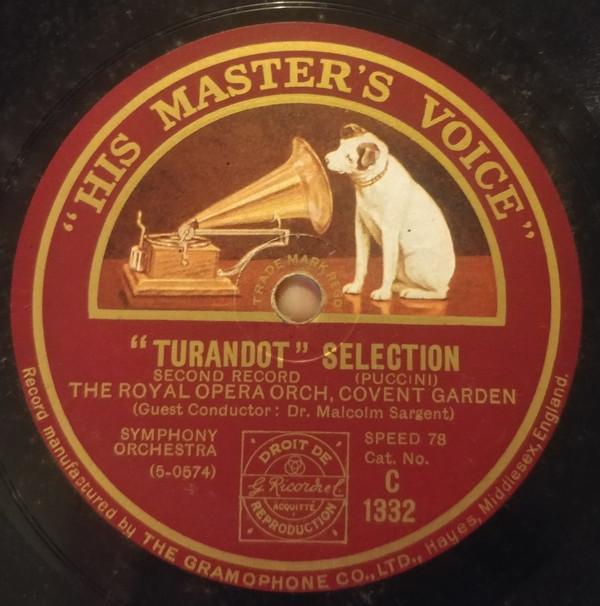 "HIS MASTER'S VOICE"
TRADE MARK REG
"TURANDOT" SELECTION
SECOND RECORD (PUCCINI)
THE ROYAL OPERA ORCH, COVENT GARDEN
(Guest Conductor: Dr. Malcolm Sargent)
SYMPHONY
ORCHESTRA
(5-0574)
SPEED 78
Cat. No.
C
1332
DROIT DE
G. Ricordi e C.
ACQUITTÉ
REPRODUCTION
Record manufactured by THE GRAMOPHONE CO., LTD., Hayes, Middlesex, England.